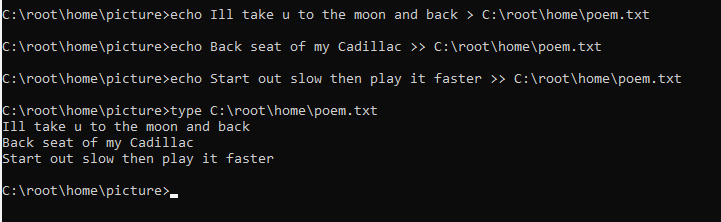 C:\root\home\picture>echo Ill take u to the moon and back > C:\root\home\poem.txt
C:\root\home\picture>echo Back seat of my Cadillac >> C:\root\home\poem.txt
C:\root\home\picture>echo Start out slow then play it faster >> C:\root\home\poem.txt
C:\root\home\picture>type C:\root\home\poem.txt
Ill take u to the moon and back
Back seat of my Cadillac
Start out slow then play it faster
C:\root\home\picture>